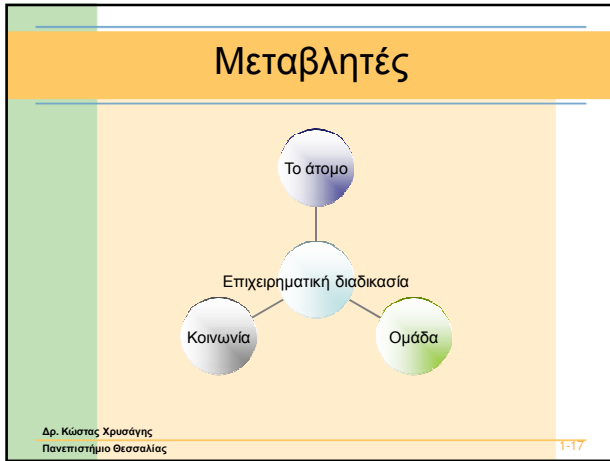 Μεταβλητές
Το άτομο
Επιχειρηματική διαδικασία
Κοινωνία
Ομάδα
Δρ. Κώστας Χρυσάγης
Πανεπιστήμιο Θεσσαλίας
1-17